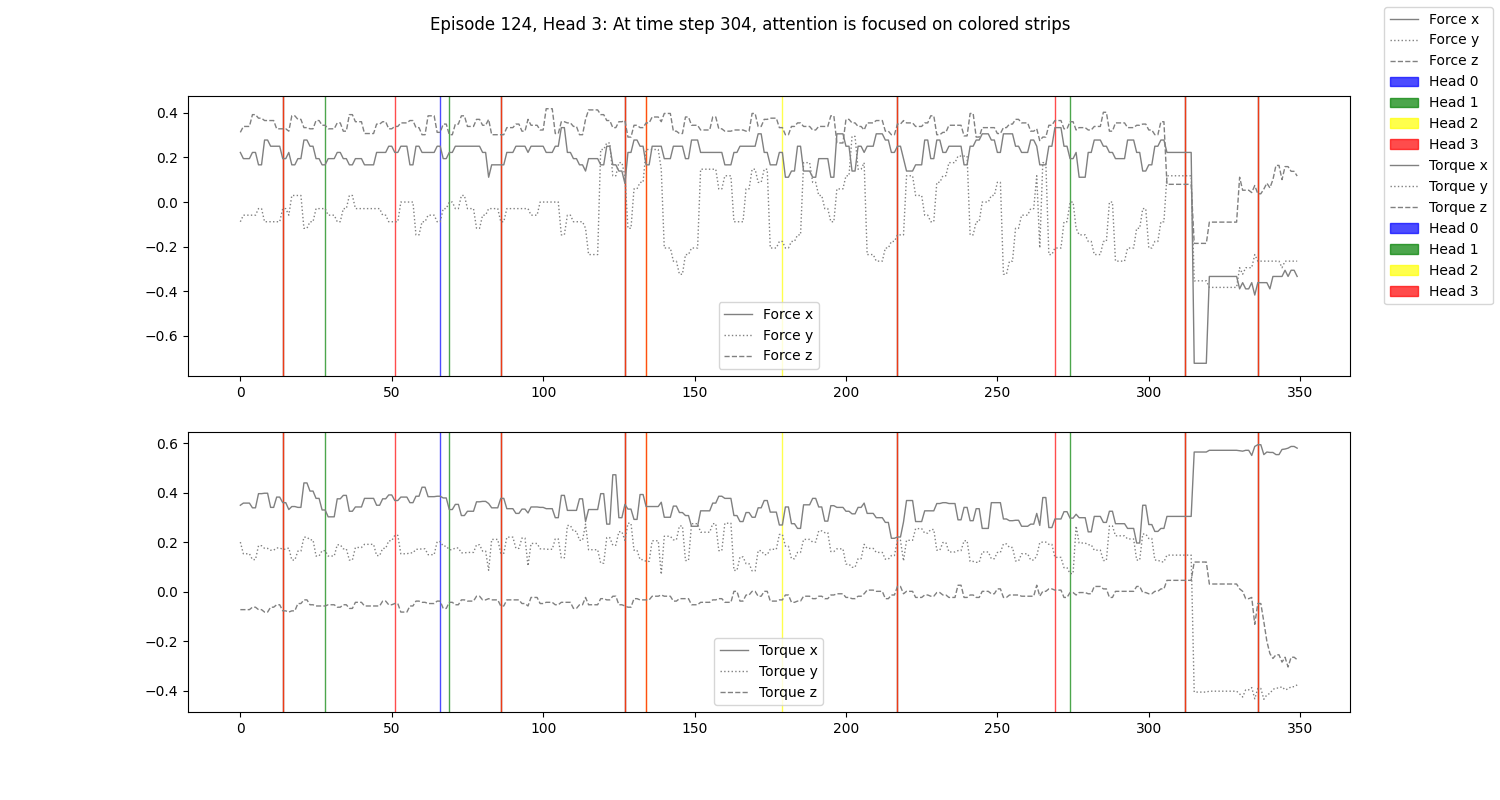 Episode 124, Head 3: At time step 304, attention is focused on colored strips
Force x
Force y
Force z
Head 0
Head 1
Head 2
Head 3
Torque x
Torque y
Torque z
Head 0
Head 1
Head 2
Head 3
0.4
0.2
0.0
−0.2
−0.4
−0.6
Force x
Force y
Force z
0 50 100 150 200 250 300 350
0.6
0.4
0.2
0.0
−0.2
−0.4
Torque x
Torque y
Torque z
0 50 100 150 200 250 300 350